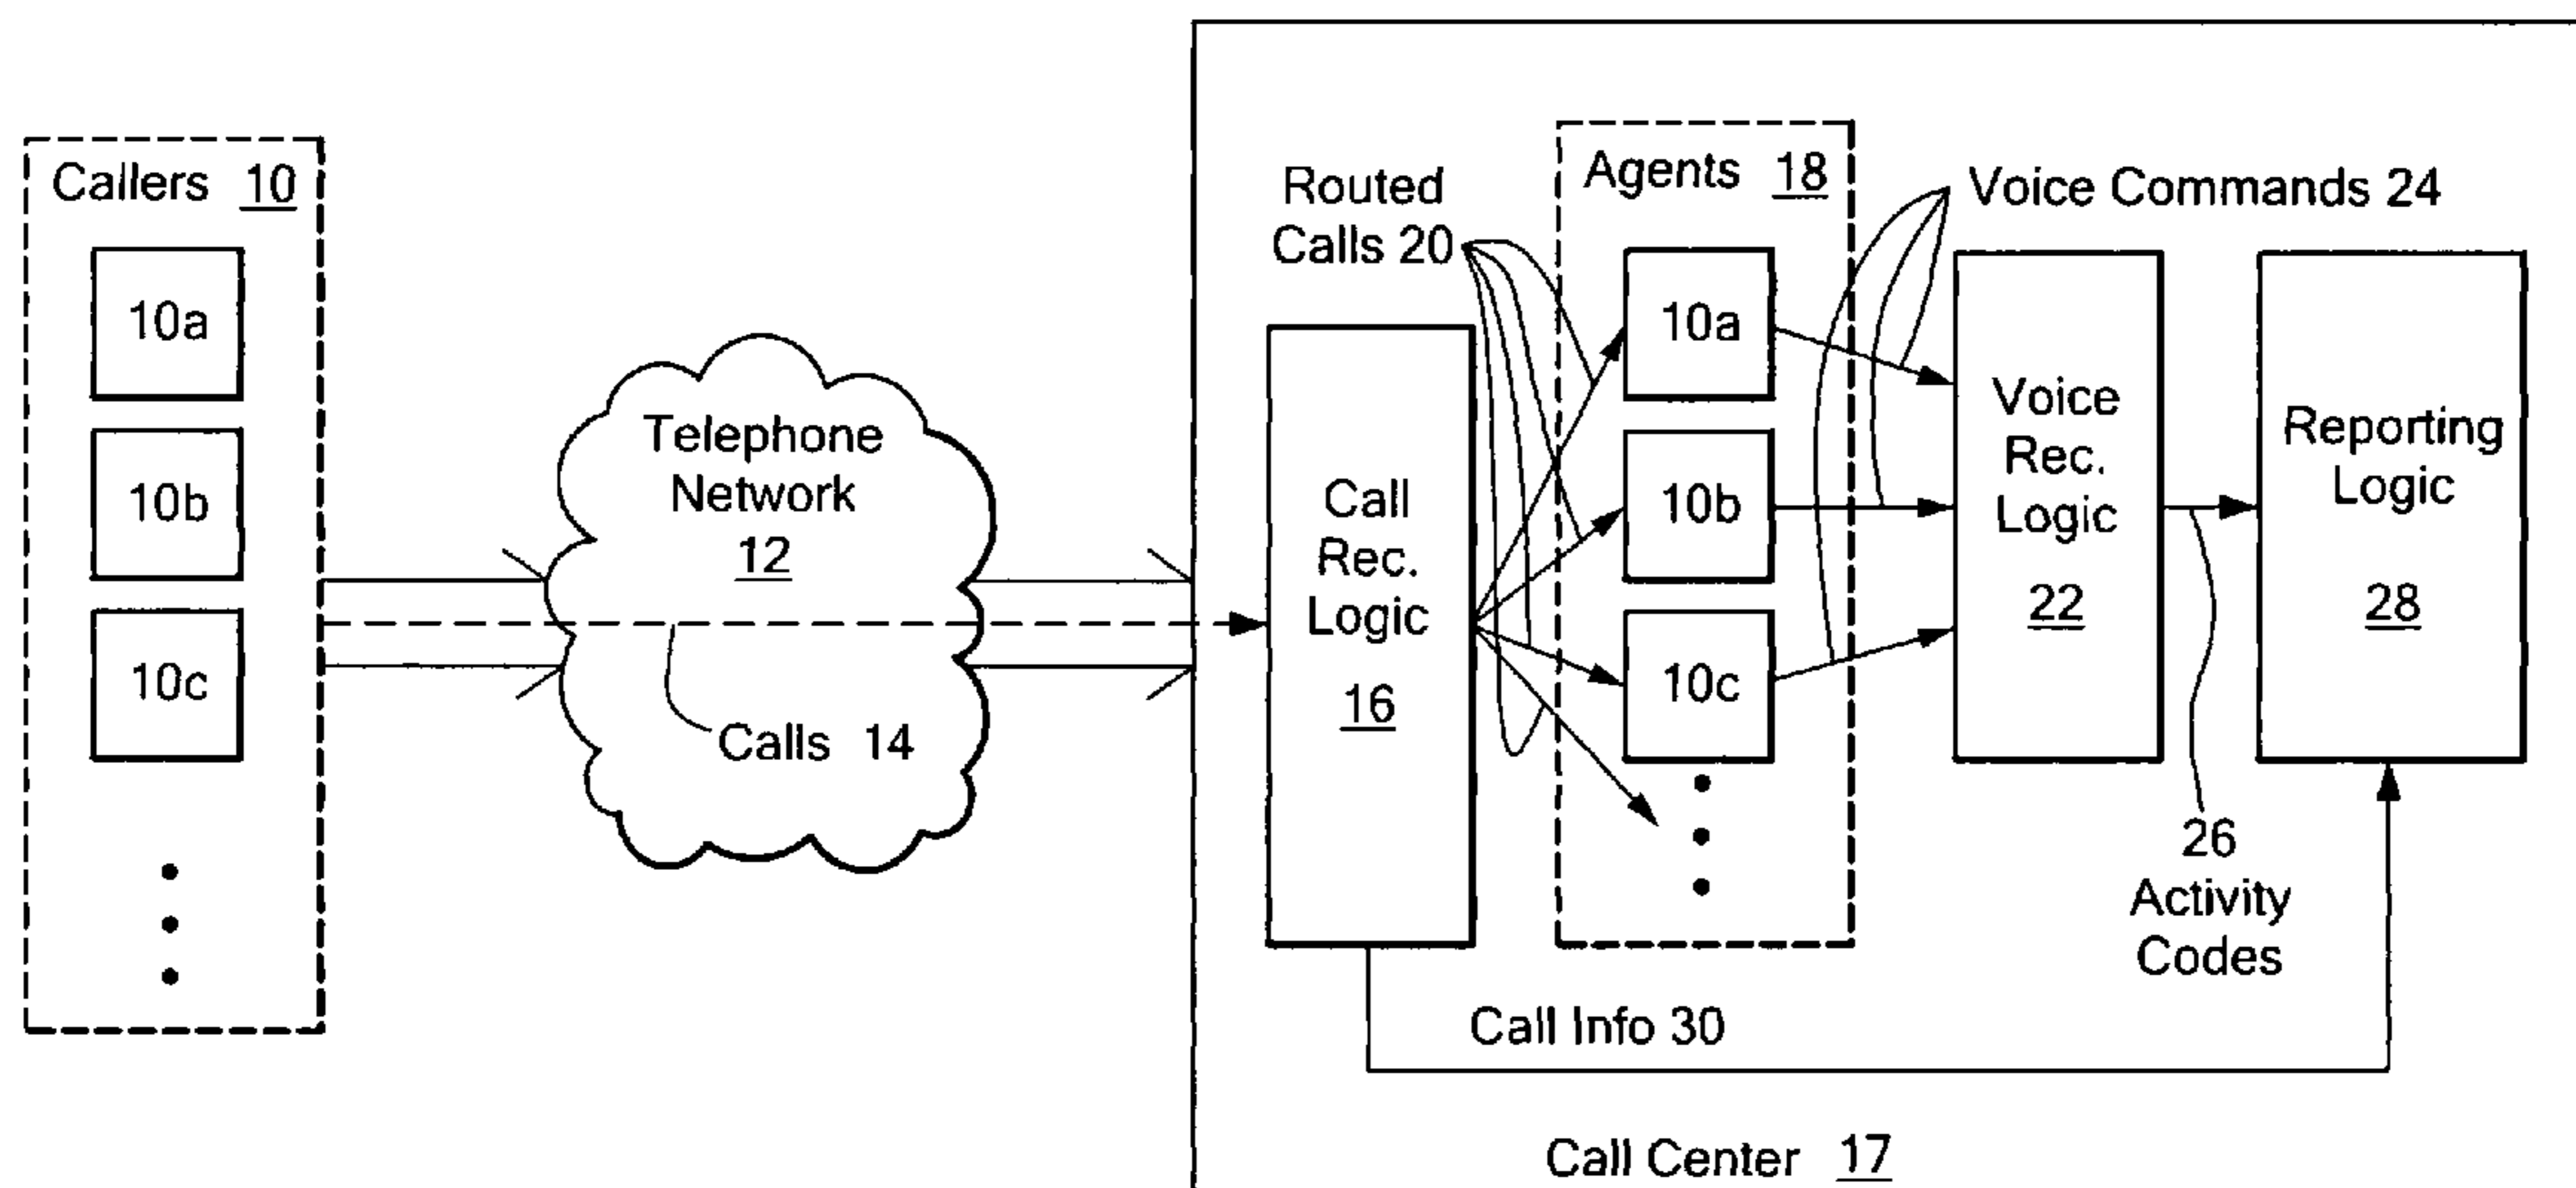 Callers 10
10a
10b
10c
Telephone
Network
12
Calls 14
Routed
Calls 20
Call
Rec.
Logic
16
Agents 18
10a
10b
10c
Voice Commands 24
Voice
Rec.
Logic
22
Reporting
Logic
28
26
Activity
Codes
Call Info 30
Call Center 17